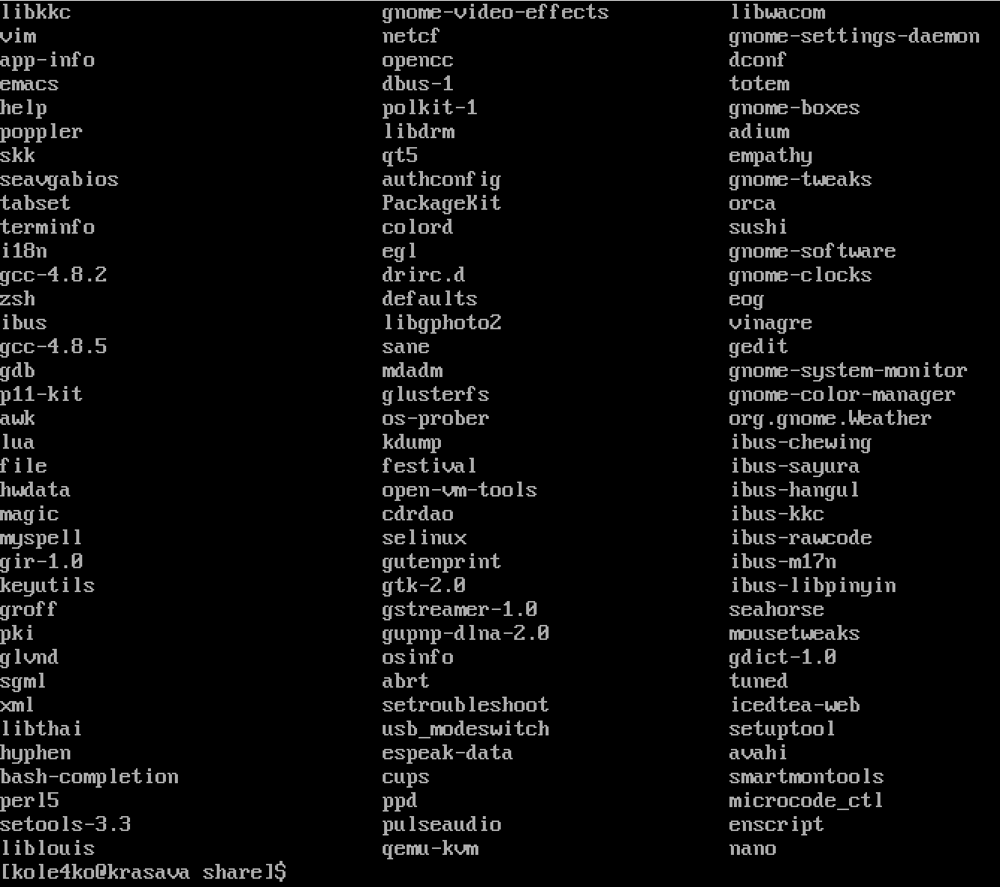 libkkc gnome-video-effects libwacom
vim netcf gnome-settings-daemon
app-info opencc dconf
emacs dbus-1 totem
help polkit-1 gnome-boxes
poppler libdrm adium
skk qt5 empathy
seavgabios authconfig gnome-tweaks
tabset PackageKit orca
terminfo colord sushi
i18n egl gnome-software
gcc-4.8.2 drirc.d gnome-clocks
zsh defaults eog
ibus libgphoto2 vinagre
gcc-4.8.5 sane gedit
gdb mdadm gnome-system-monitor
p11-kit glusterfs gnome-color-manager
awk os-prober org.gnome.Weather
lua kdump ibus-chewing
file festival ibus-sayura
hwdata open-vm-tools ibus-hangul
magic cdrdao ibus-kkc
myspell selinux ibus-rawcode
gir-1.0 gutenprint ibus-m17n
keyutils gtk-2.0 ibus-libpinyin
groff gstreamer-1.0 seahorse
pki gupnp-dlna-2.0 mousetweaks
glvnd osinfo gdict-1.0
sgml abrt tuned
xml setroubleshoot icedtea-web
libthai usb_modeswitch setuptool
hyphen espeak-data avahi
bash-completion cups smartmontools
perl5 ppd microcode_ctl
setools-3.3 pulseaudio enscript
liblouis qemu-kvm nano
[kole4ko@krasava share]$